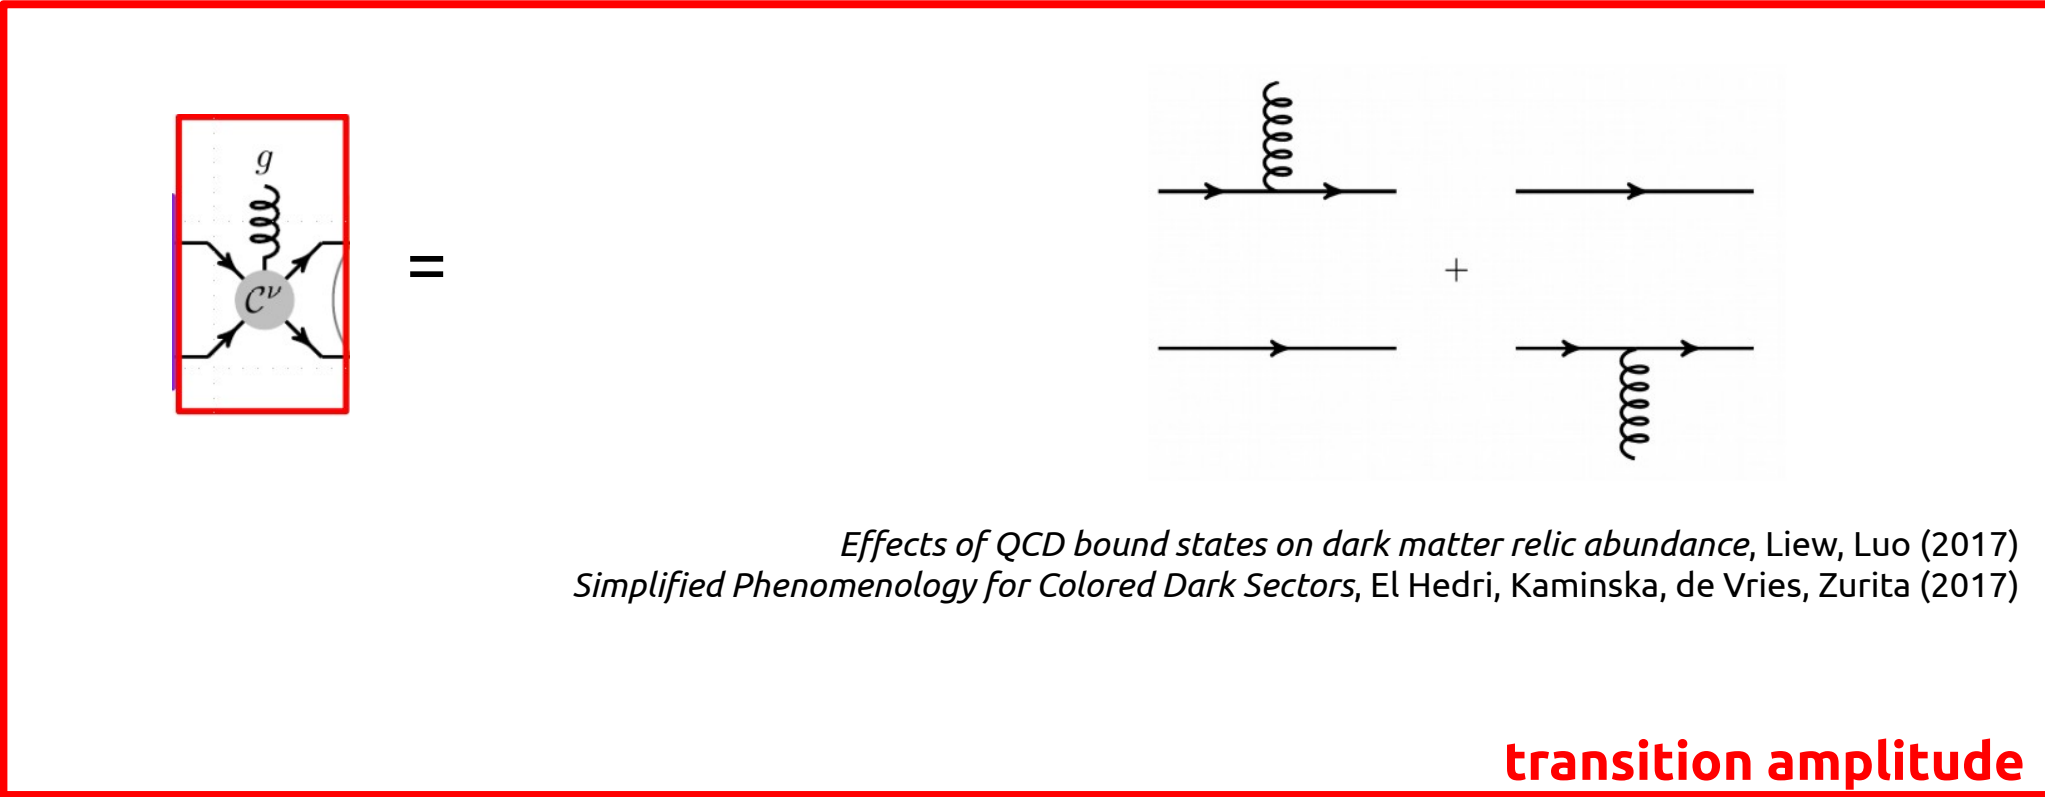 g
𝒞^ν
=
+
Effects of QCD bound states on dark matter relic abundance, Liew, Luo (2017)
Simplified Phenomenology for Colored Dark Sectors, El Hedri, Kaminska, de Vries, Zurita (2017)
transition amplitude